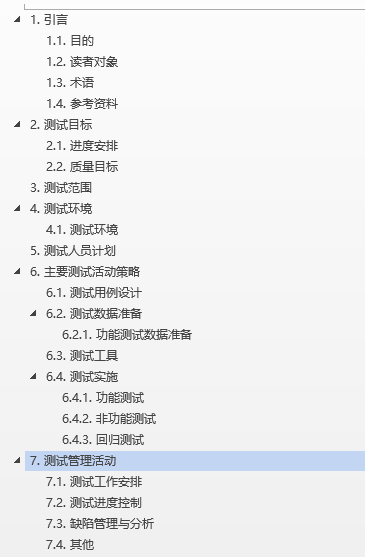 1. 引言
1.1. 目的
1.2. 读者对象
1.3. 术语
1.4. 参考资料
2. 测试目标
2.1. 进度安排
2.2. 质量目标
3. 测试范围
4. 测试环境
4.1. 测试环境
5. 测试人员计划
6. 主要测试活动策略
6.1. 测试用例设计
6.2. 测试数据准备
6.2.1. 功能测试数据准备
6.3. 测试工具
6.4. 测试实施
6.4.1. 功能测试
6.4.2. 非功能测试
6.4.3. 回归测试
7. 测试管理活动
7.1. 测试工作安排
7.2. 测试进度控制
7.3. 缺陷管理与分析
7.4. 其他